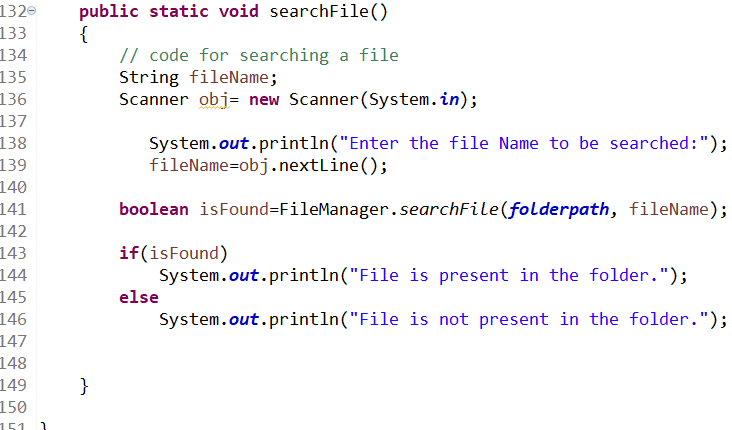 132 public static void searchFile()
133 {
134 // code for searching a file
135 String fileName;
136 Scanner obj= new Scanner(System.in);
137
138 System.out.println("Enter the file Name to be searched:");
139 fileName=obj.nextLine();
140
141 boolean isFound=FileManager.searchFile(folderpath, fileName);
142
143 if(isFound)
144 System.out.println("File is present in the folder.");
145 else
146 System.out.println("File is not present in the folder.");
147
148
149 }
150
151 }